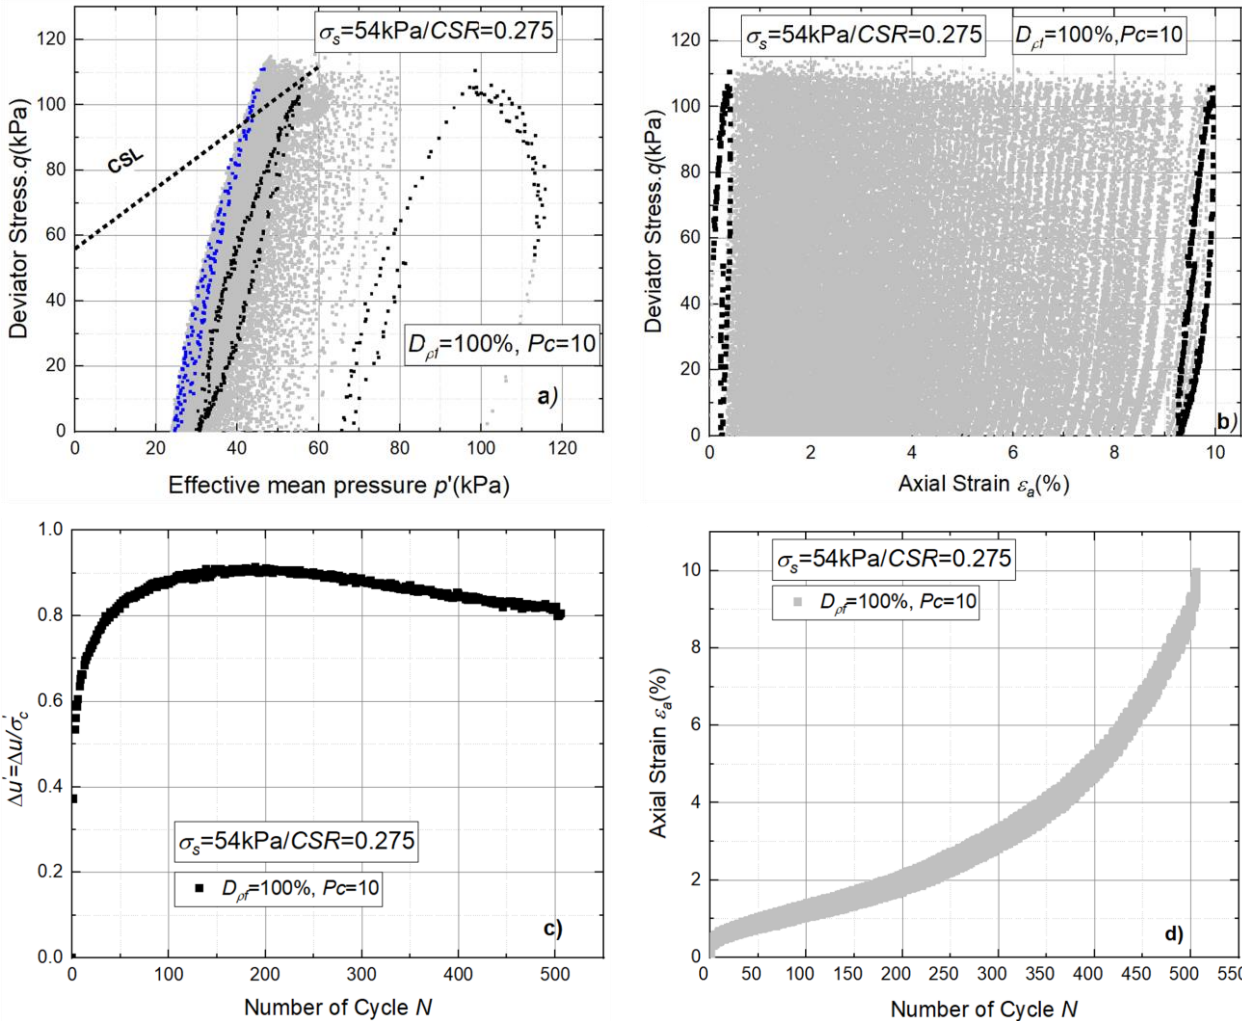 σs=54kPa/CSR=0.275
120
100
80
60
40
20
0
Deviator Stress.q(kPa)
CSL
Dρf=100%, Pc=10
a)
0
20
40
60
80
100
120
Effective mean pressure p'(kPa)
σs=54kPa/CSR=0.275
Dρf=100%,Pc=10
120
100
80
60
40
20
0
Deviator Stress.q(kPa)
b)
0
2
4
6
8
10
Axial Strain εa(%)
1.0
0.8
0.6
0.4
0.2
0.0
Δu'=Δu/σ'c
σs=54kPa/CSR=0.275
Dρf=100%, Pc=10
c)
0
100
200
300
400
500
Number of Cycle N
σs=54kPa/CSR=0.275
Dρf=100%, Pc=10
10
8
6
4
2
0
Axial Strain εa(%)
d)
0
50
100
150
200
250
300
350
400
450
500
550
Number of Cycle N